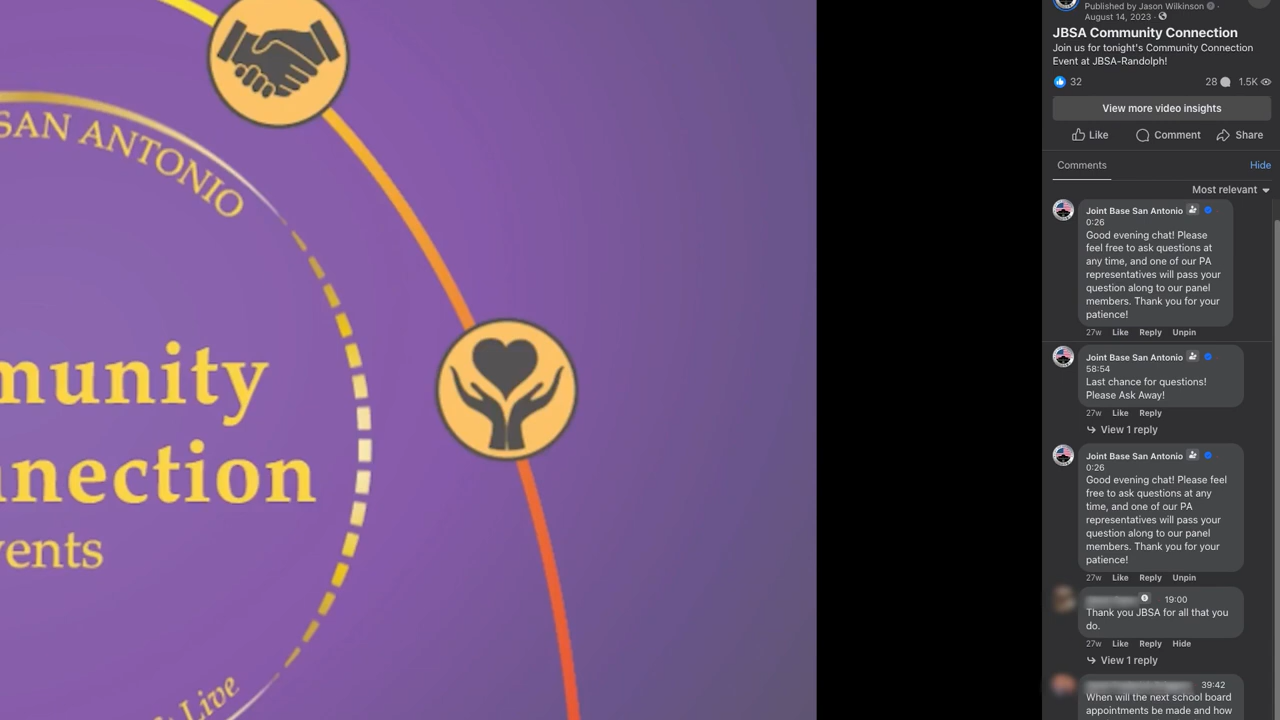 SAN ANTONIO
munity
nnection
vents
Live
Published by Jason Wilkinson
August 14, 2023 ·
JBSA Community Connection
Join us for tonight's Community Connection
Event at JBSA-Randolph!
32
28
1.5K
View more video insights
Like
Comment
Share
Comments
Hide
Most relevant
Joint Base San Antonio
0:26
Good evening chat! Please
feel free to ask questions at
any time, and one of our PA
representatives will pass your
question along to our panel
members. Thank you for your
patience!
27w Like Reply Unpin
Joint Base San Antonio
58:54
Last chance for questions!
Please Ask Away!
27w Like Reply
View 1 reply
Joint Base San Antonio
0:26
Good evening chat! Please feel
free to ask questions at any
time, and one of our PA
representatives will pass your
question along to our panel
members. Thank you for your
patience!
27w Like Reply Unpin
19:00
Thank you JBSA for all that you
do.
27w Like Reply Hide
View 1 reply
39:42
When will the next school board
appointments be made and how